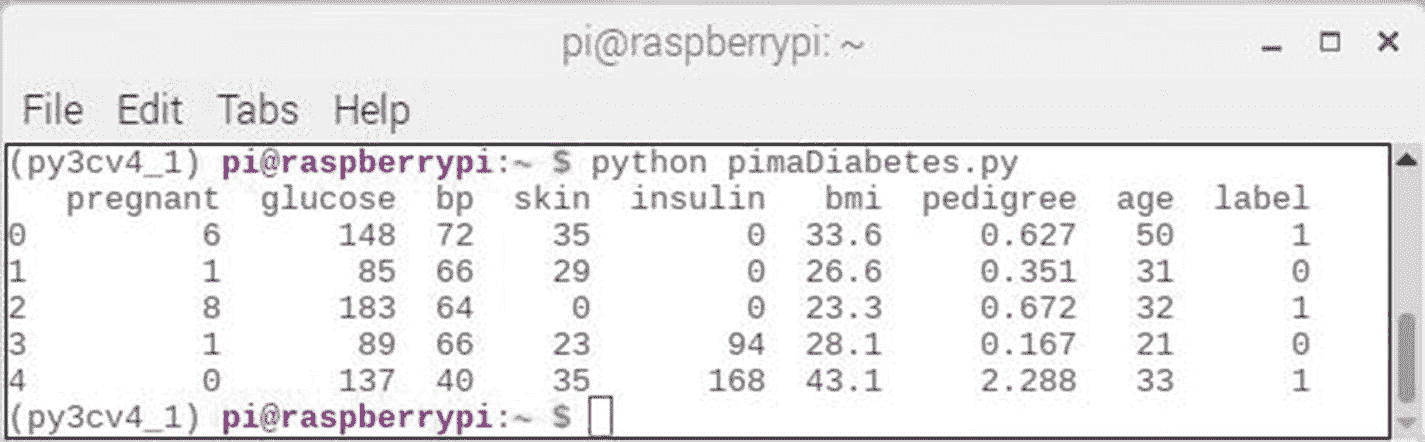 pi@raspberrypi: ~
File Edit Tabs Help
(py3cv4_1) pi@raspberrypi:~ $ python pimaDiabetes.py
pregnant glucose bp skin insulin bmi pedigree age label
0 6 148 72 35 0 33.6 0.627 50 1
1 1 85 66 29 0 26.6 0.351 31 0
2 8 183 64 0 0 23.3 0.672 32 1
3 1 89 66 23 94 28.1 0.167 21 0
4 0 137 40 35 168 43.1 2.288 33 1
(py3cv4_1) pi@raspberrypi:~ $